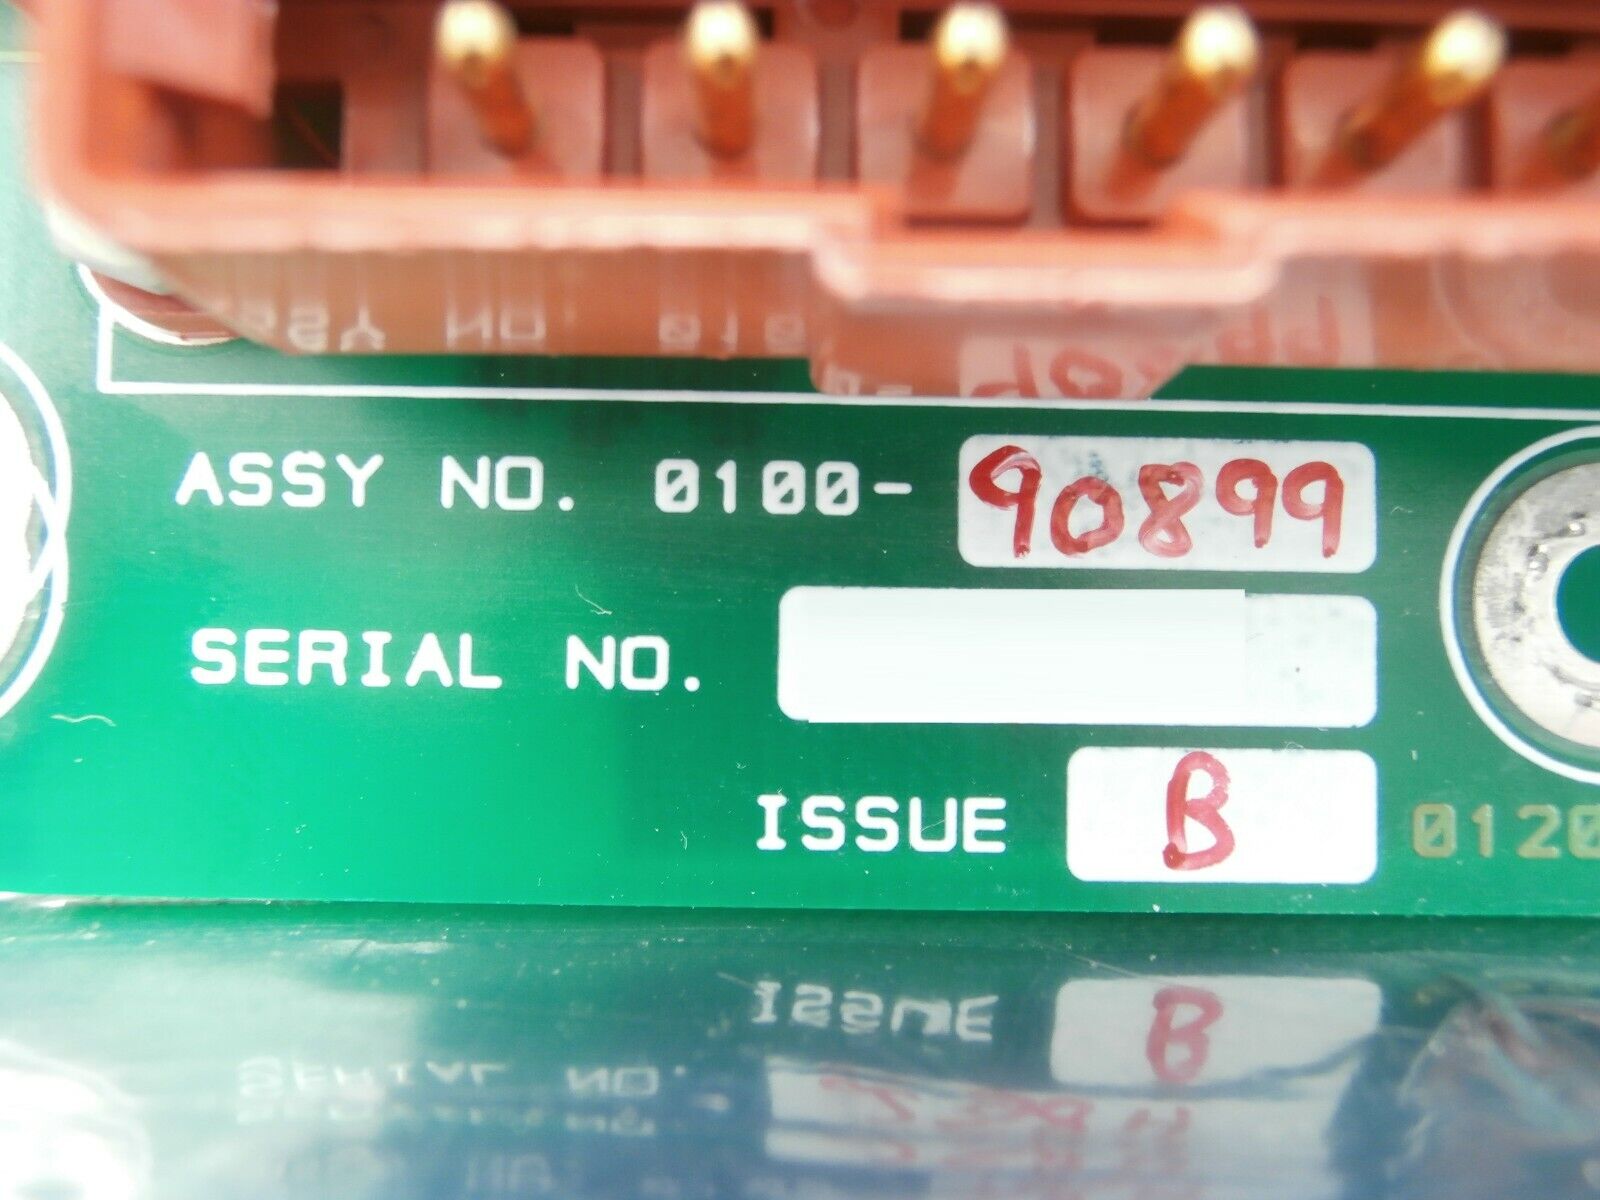 ASSY NO. 0100-90899
SERIAL NO.
ISSUE B
0120